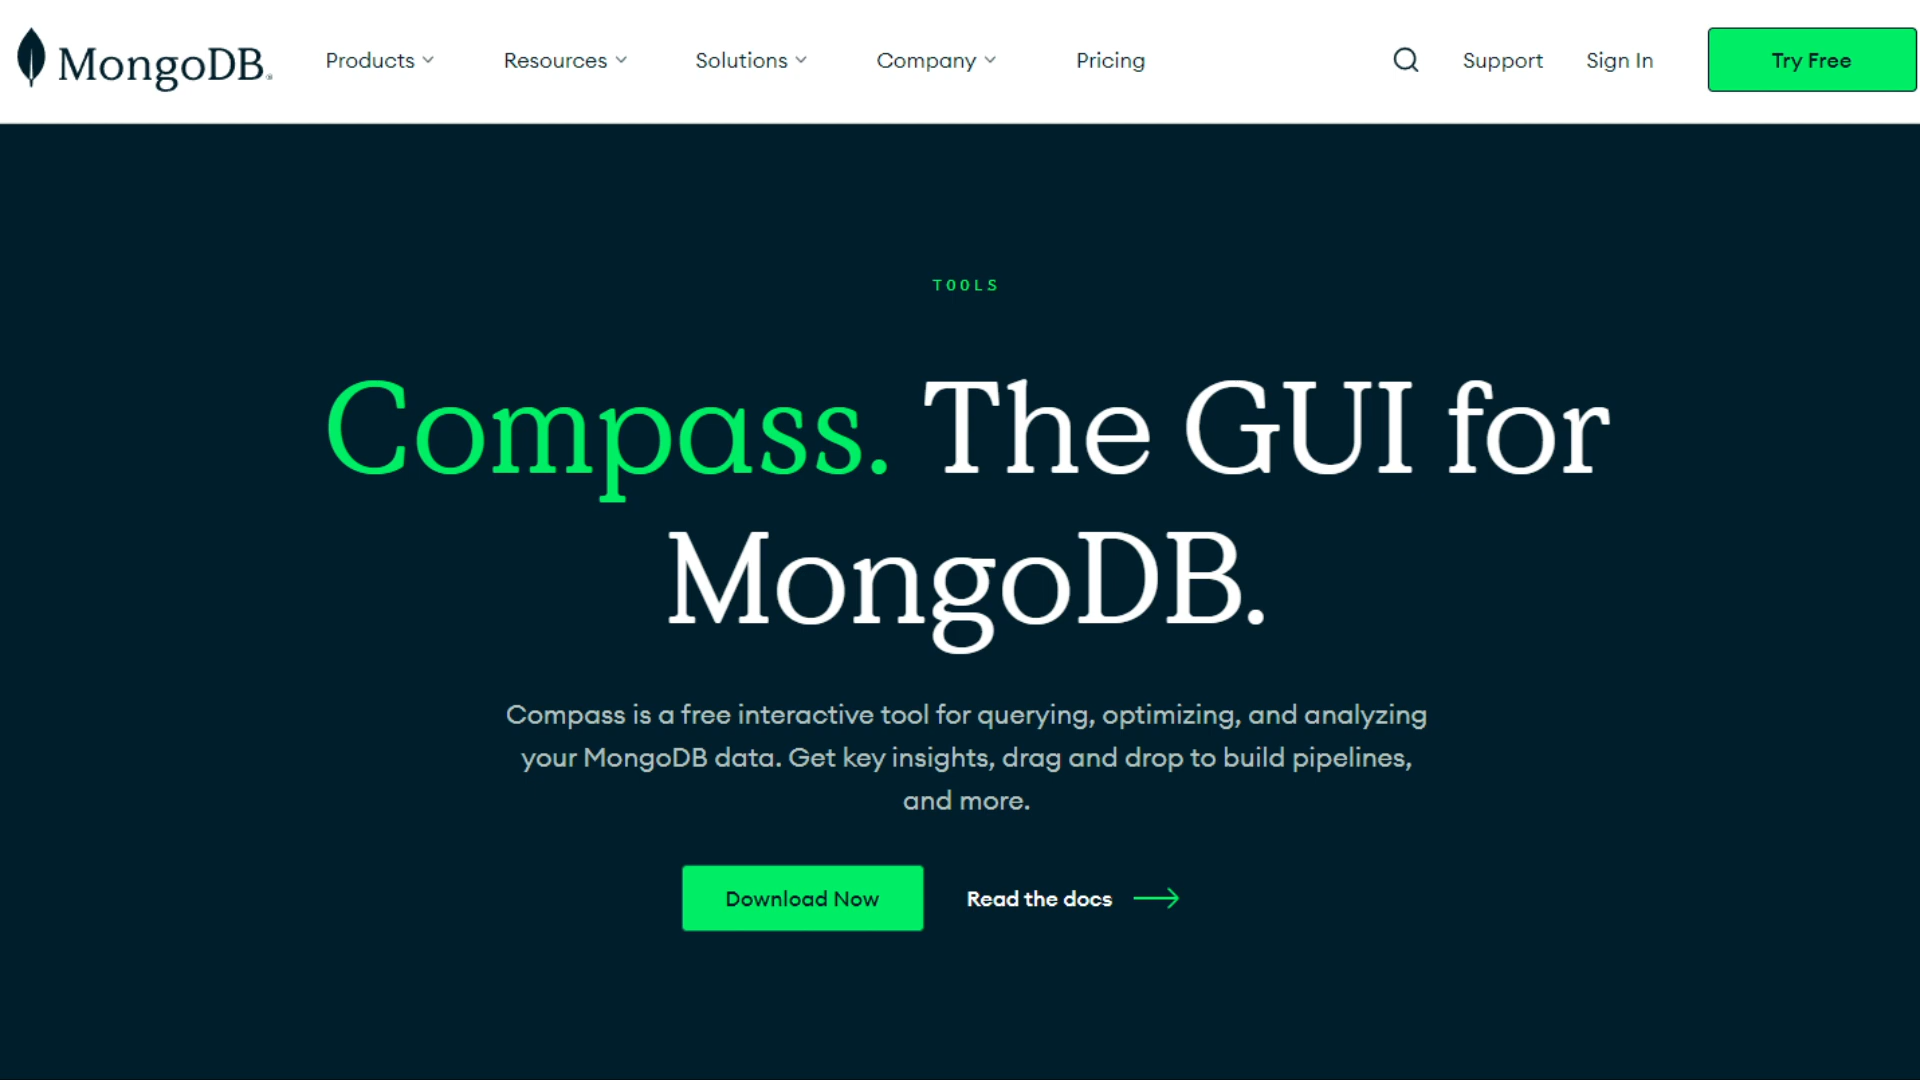 MongoDB®
Products
Resources
Solutions
Company
Pricing
Support
Sign In
Try Free
TOOLS
Compass. The GUI for
MongoDB.
Compass is a free interactive tool for querying, optimizing, and analyzing
your MongoDB data. Get key insights, drag and drop to build pipelines,
and more.
Download Now
Read the docs